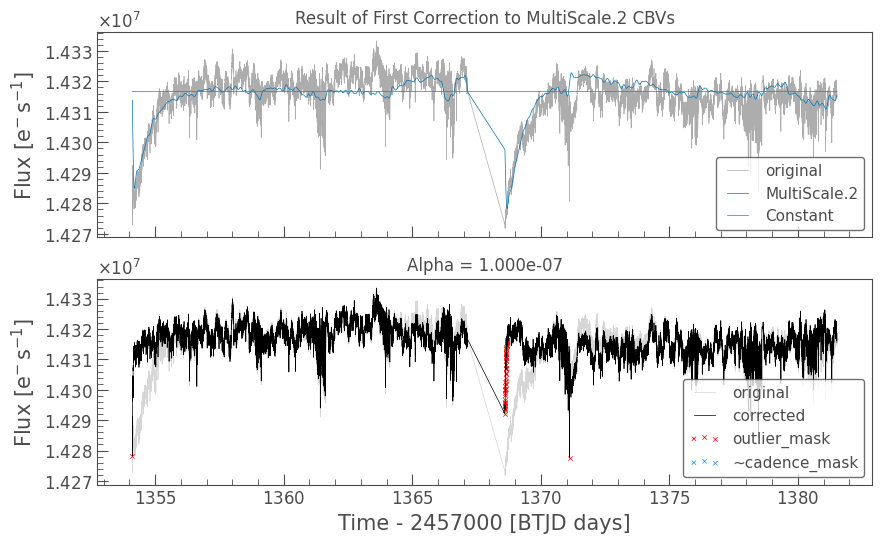 Result of First Correction to MultiScale.2 CBVs
×10⁷
1.433
1.432
1.431
1.430
1.429
1.428
1.427
Flux [e⁻ s⁻¹]
original
MultiScale.2
Constant
Alpha = 1.000e-07
×10⁷
1.433
1.432
1.431
1.430
1.429
1.428
1.427
Flux [e⁻ s⁻¹]
original
corrected
outlier_mask
~cadence_mask
1355 1360 1365 1370 1375 1380
Time - 2457000 [BTJD days]